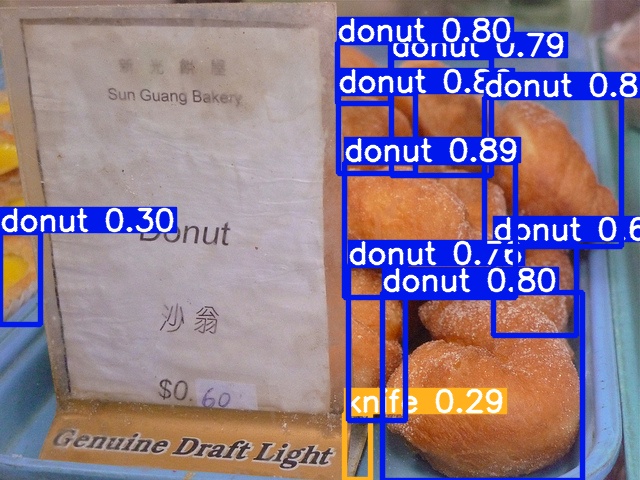 新光餅屋
Sun Guang Bakery
Donut
沙翁
$0.60
Genuine Draft Light
donut 0.80
donut 0.79
donut 0.8
donut 0.8
donut 0.89
donut 0.30
donut 0.6
donut 0.76
donut 0.80
knife 0.29